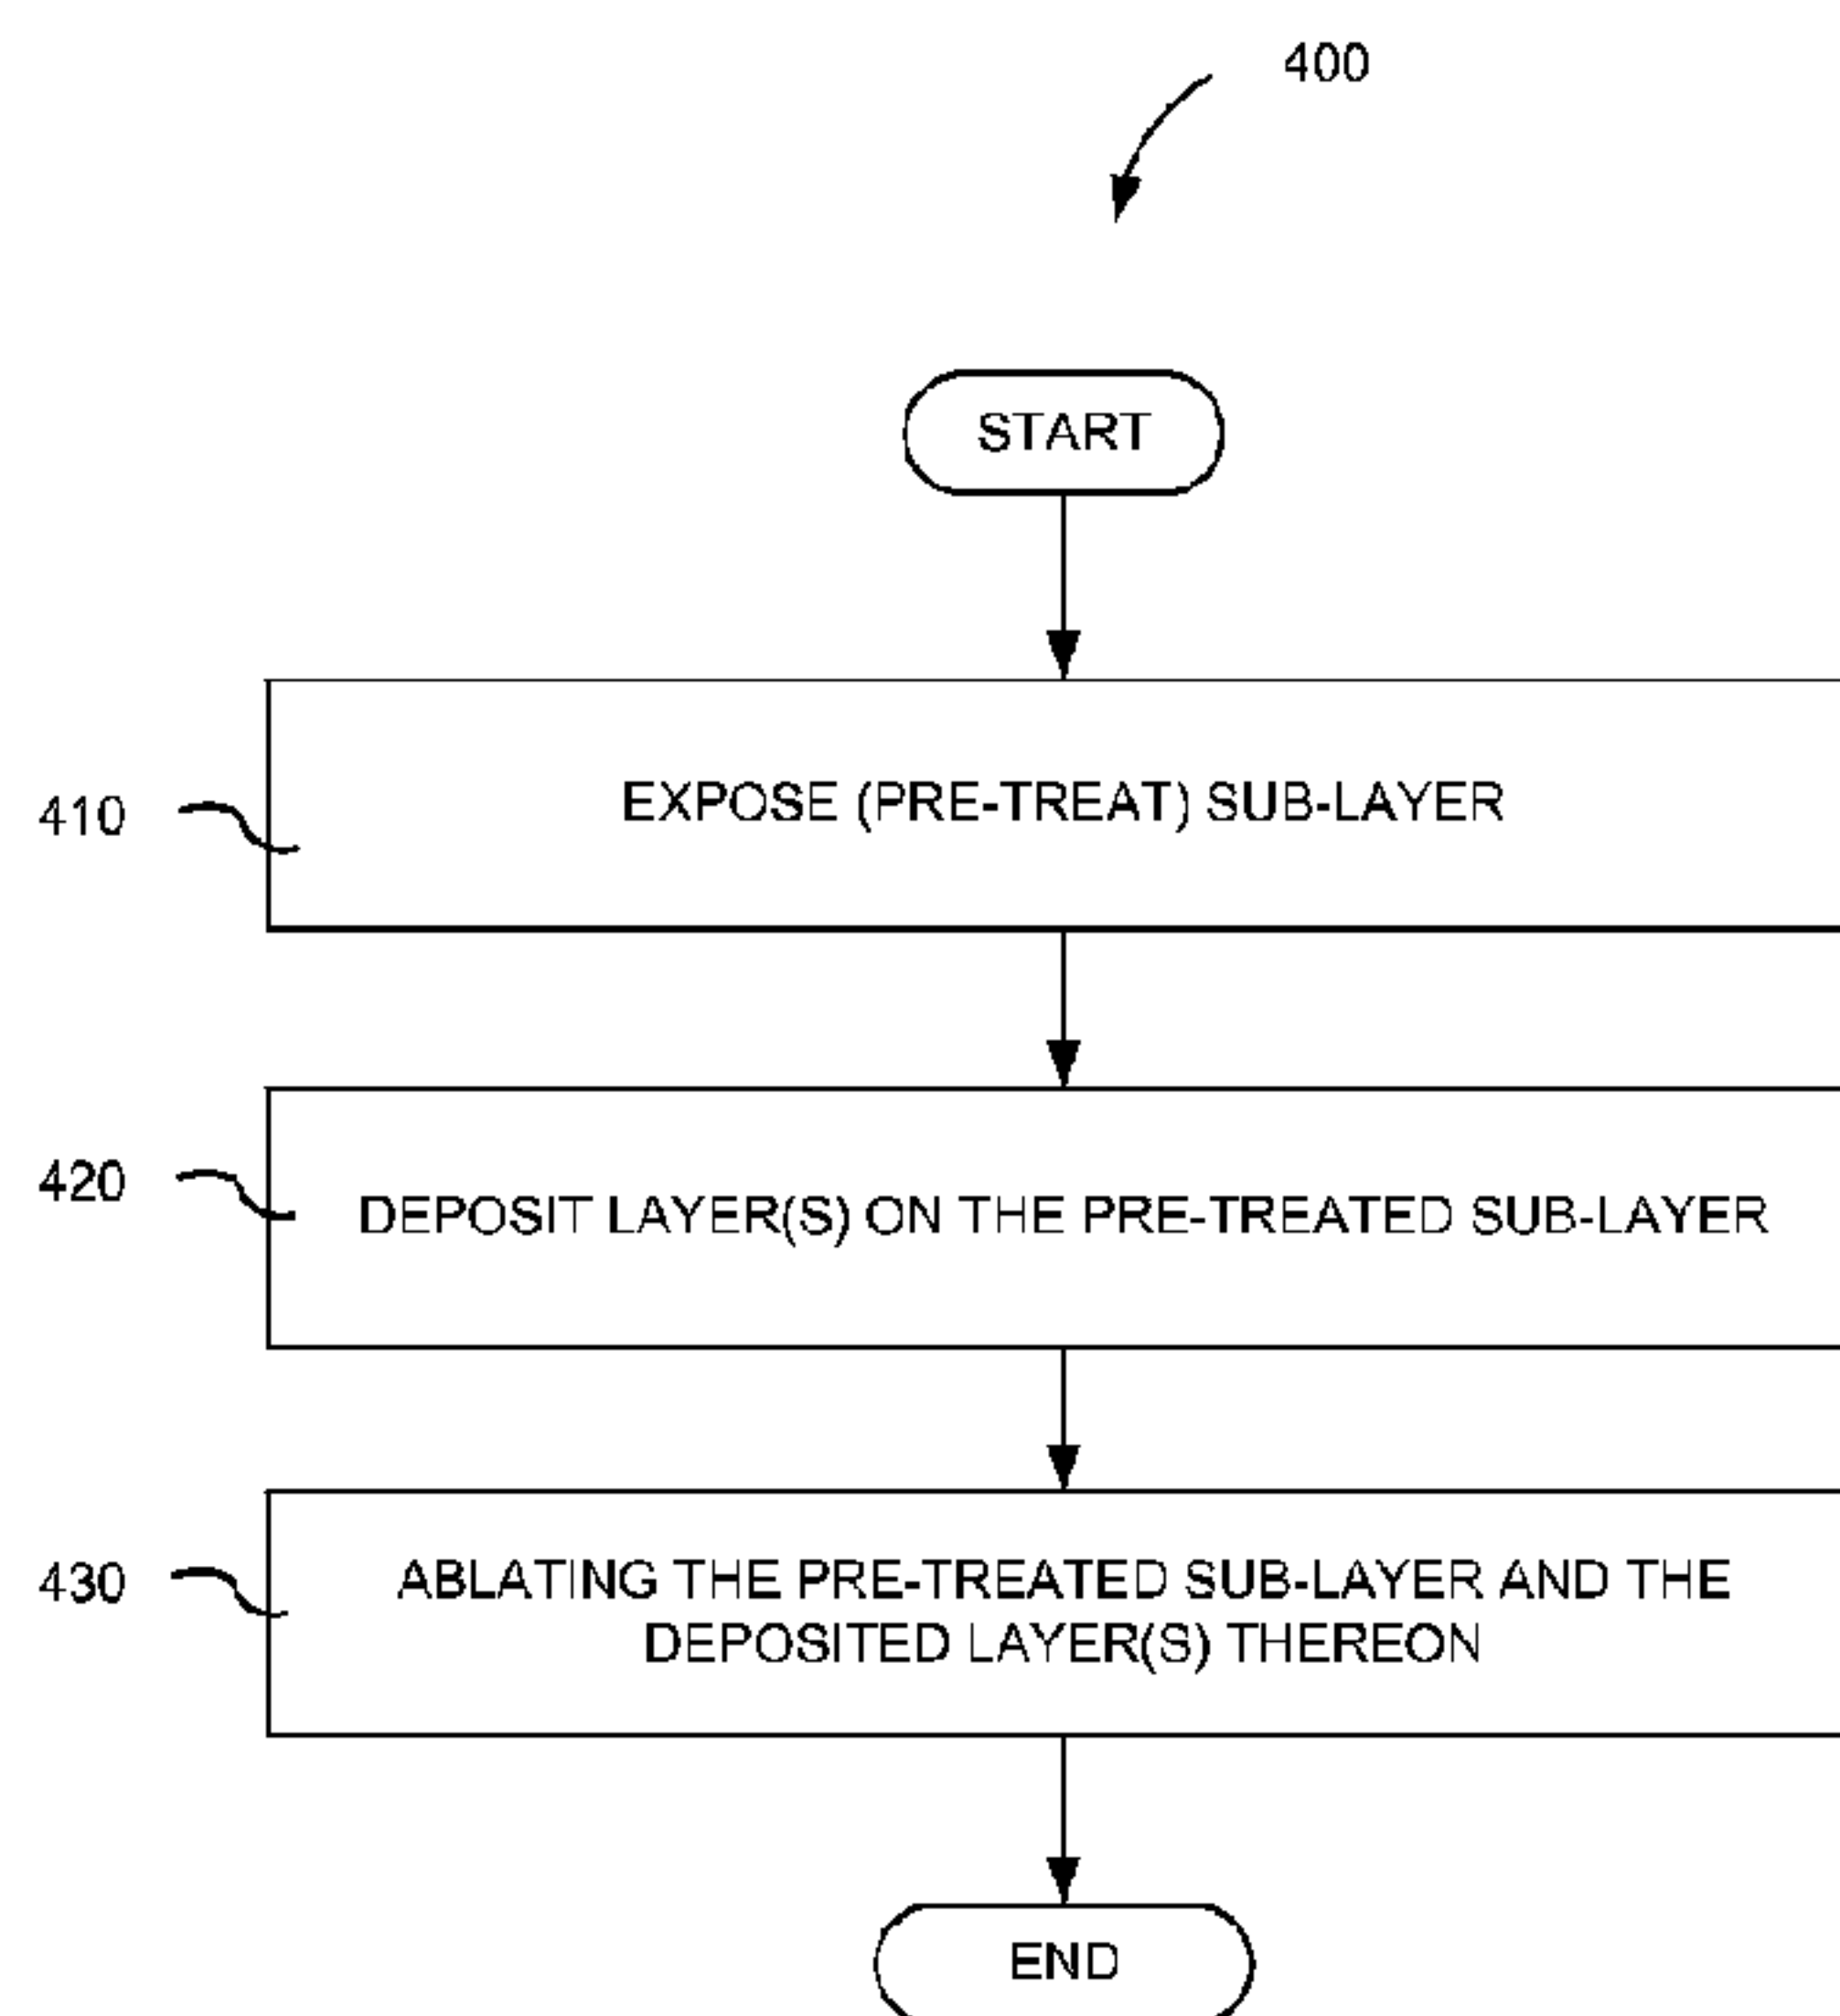 400
START
410
EXPOSE (PRE-TREAT) SUB-LAYER
420
DEPOSIT LAYER(S) ON THE PRE-TREATED SUB-LAYER
430
ABLATING THE PRE-TREATED SUB-LAYER AND THE
DEPOSITED LAYER(S) THEREON
END